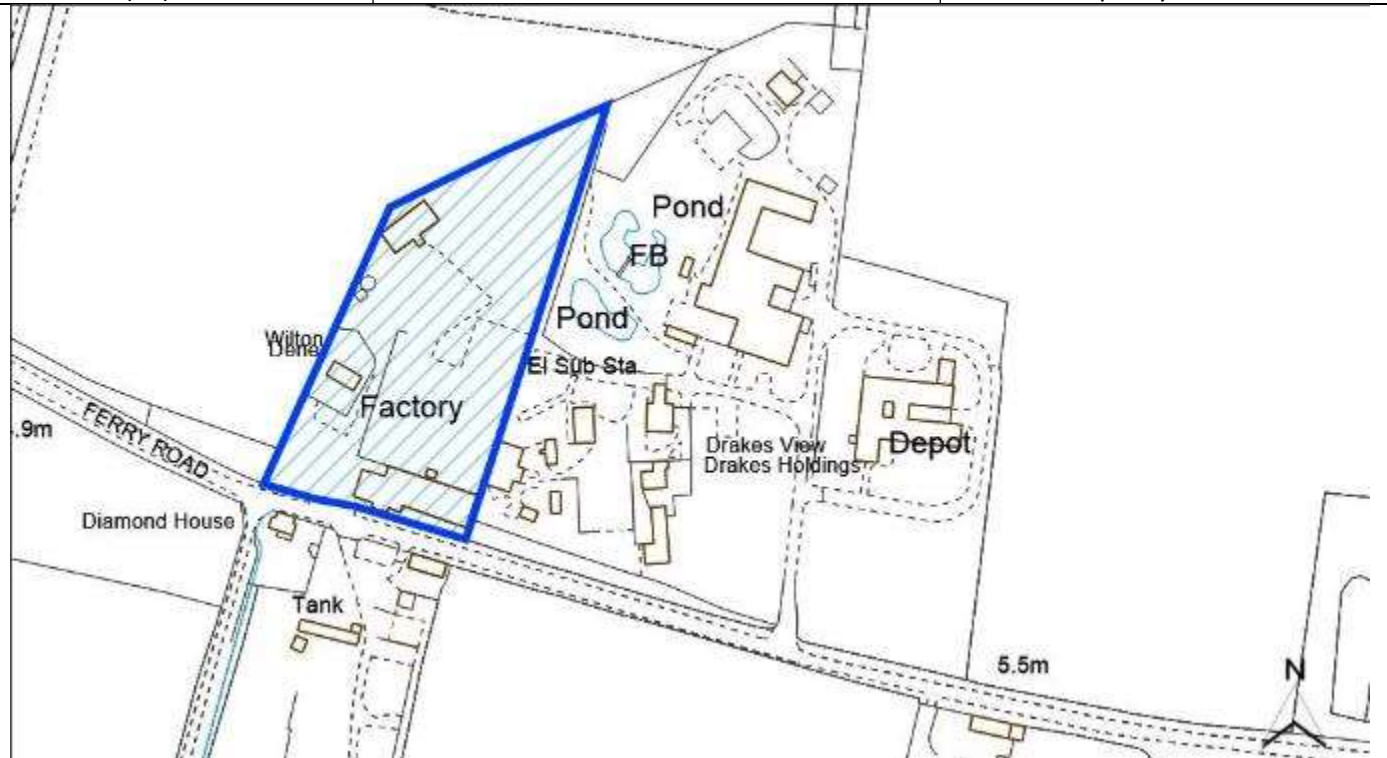 Pond
FB
Pond
Wilton
Dene
El Sub Sta
Factory
FERRY ROAD
.9m
Drakes View
Drakes Holdings
Depot
Diamond House
Tank
5.5m
N